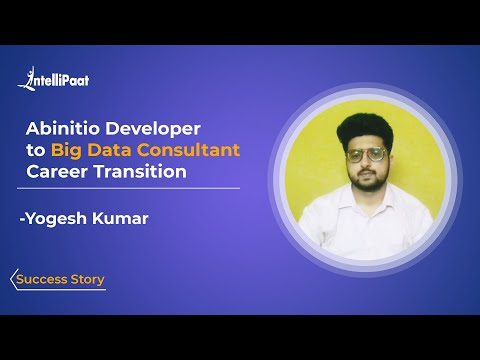 IntelliPaat
Abinitio Developer
to Big Data Consultant
Career Transition
-Yogesh Kumar
Success Story